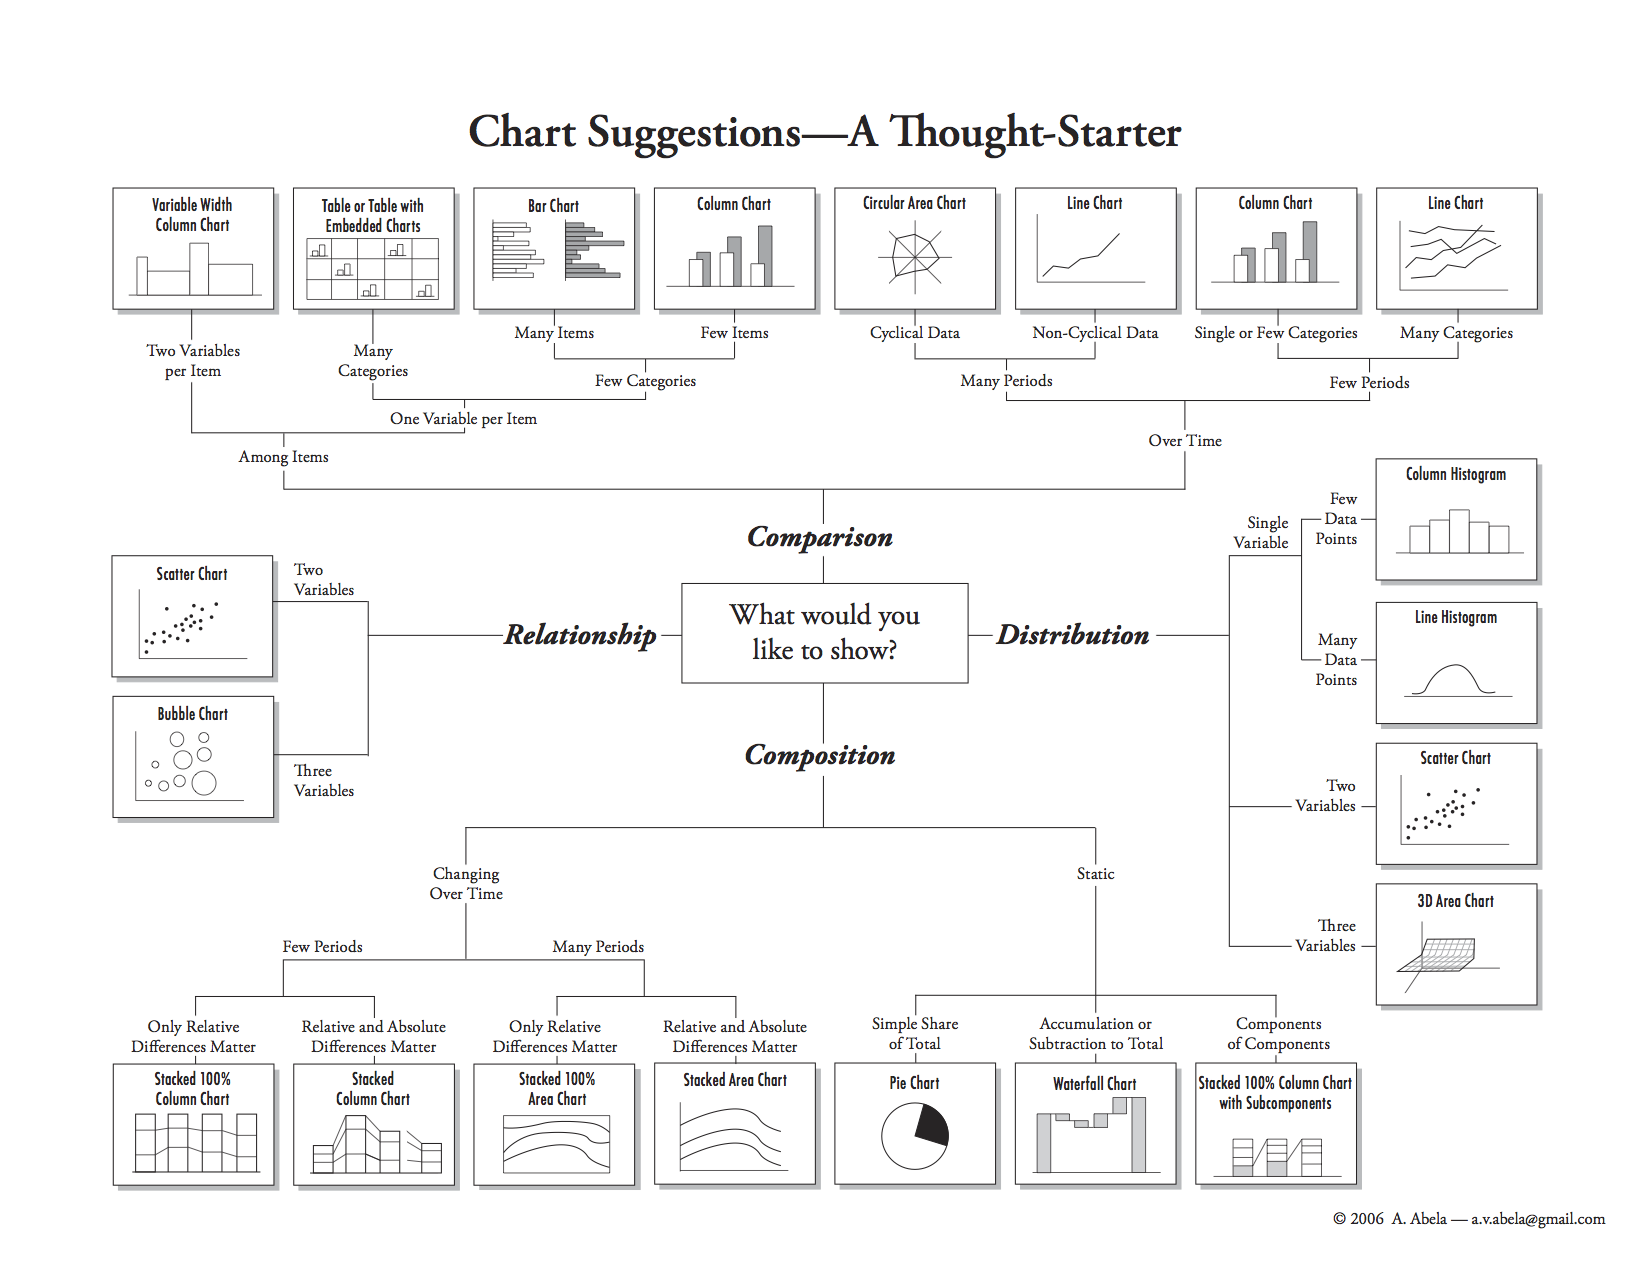 Chart Suggestions—A Thought-Starter
Variable Width
Column Chart
Table or Table with
Embedded Charts
Bar Chart
Column Chart
Circular Area Chart
Line Chart
Column Chart
Line Chart
Two Variables
per Item
Many
Categories
Many Items
Few Items
Cyclical Data
Non-Cyclical Data
Single or Few Categories
Many Categories
Few Categories
Many Periods
Few Periods
One Variable per Item
Among Items
Over Time
Comparison
What would you
like to show?
Relationship
Two
Variables
Scatter Chart
Bubble Chart
Three
Variables
Distribution
Single
Variable
Few
Data
Points
Column Histogram
Many
Data
Points
Line Histogram
Two
Variables
Scatter Chart
Three
Variables
3D Area Chart
Composition
Changing
Over Time
Static
Few Periods
Many Periods
Only Relative
Differences Matter
Relative and Absolute
Differences Matter
Only Relative
Differences Matter
Relative and Absolute
Differences Matter
Simple Share
of Total
Accumulation or
Subtraction to Total
Components
of Components
Stacked 100%
Column Chart
Stacked
Column Chart
Stacked 100%
Area Chart
Stacked Area Chart
Pie Chart
Waterfall Chart
Stacked 100% Column Chart
with Subcomponents
© 2006 A. Abela — a.v.abela@gmail.com